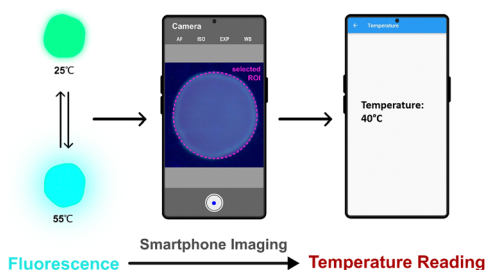 25℃
55℃
Camera
AF ISO EXP WB
selected
ROI
← Temperature
Temperature:
40°C
Smartphone Imaging
Fluorescence
Temperature Reading